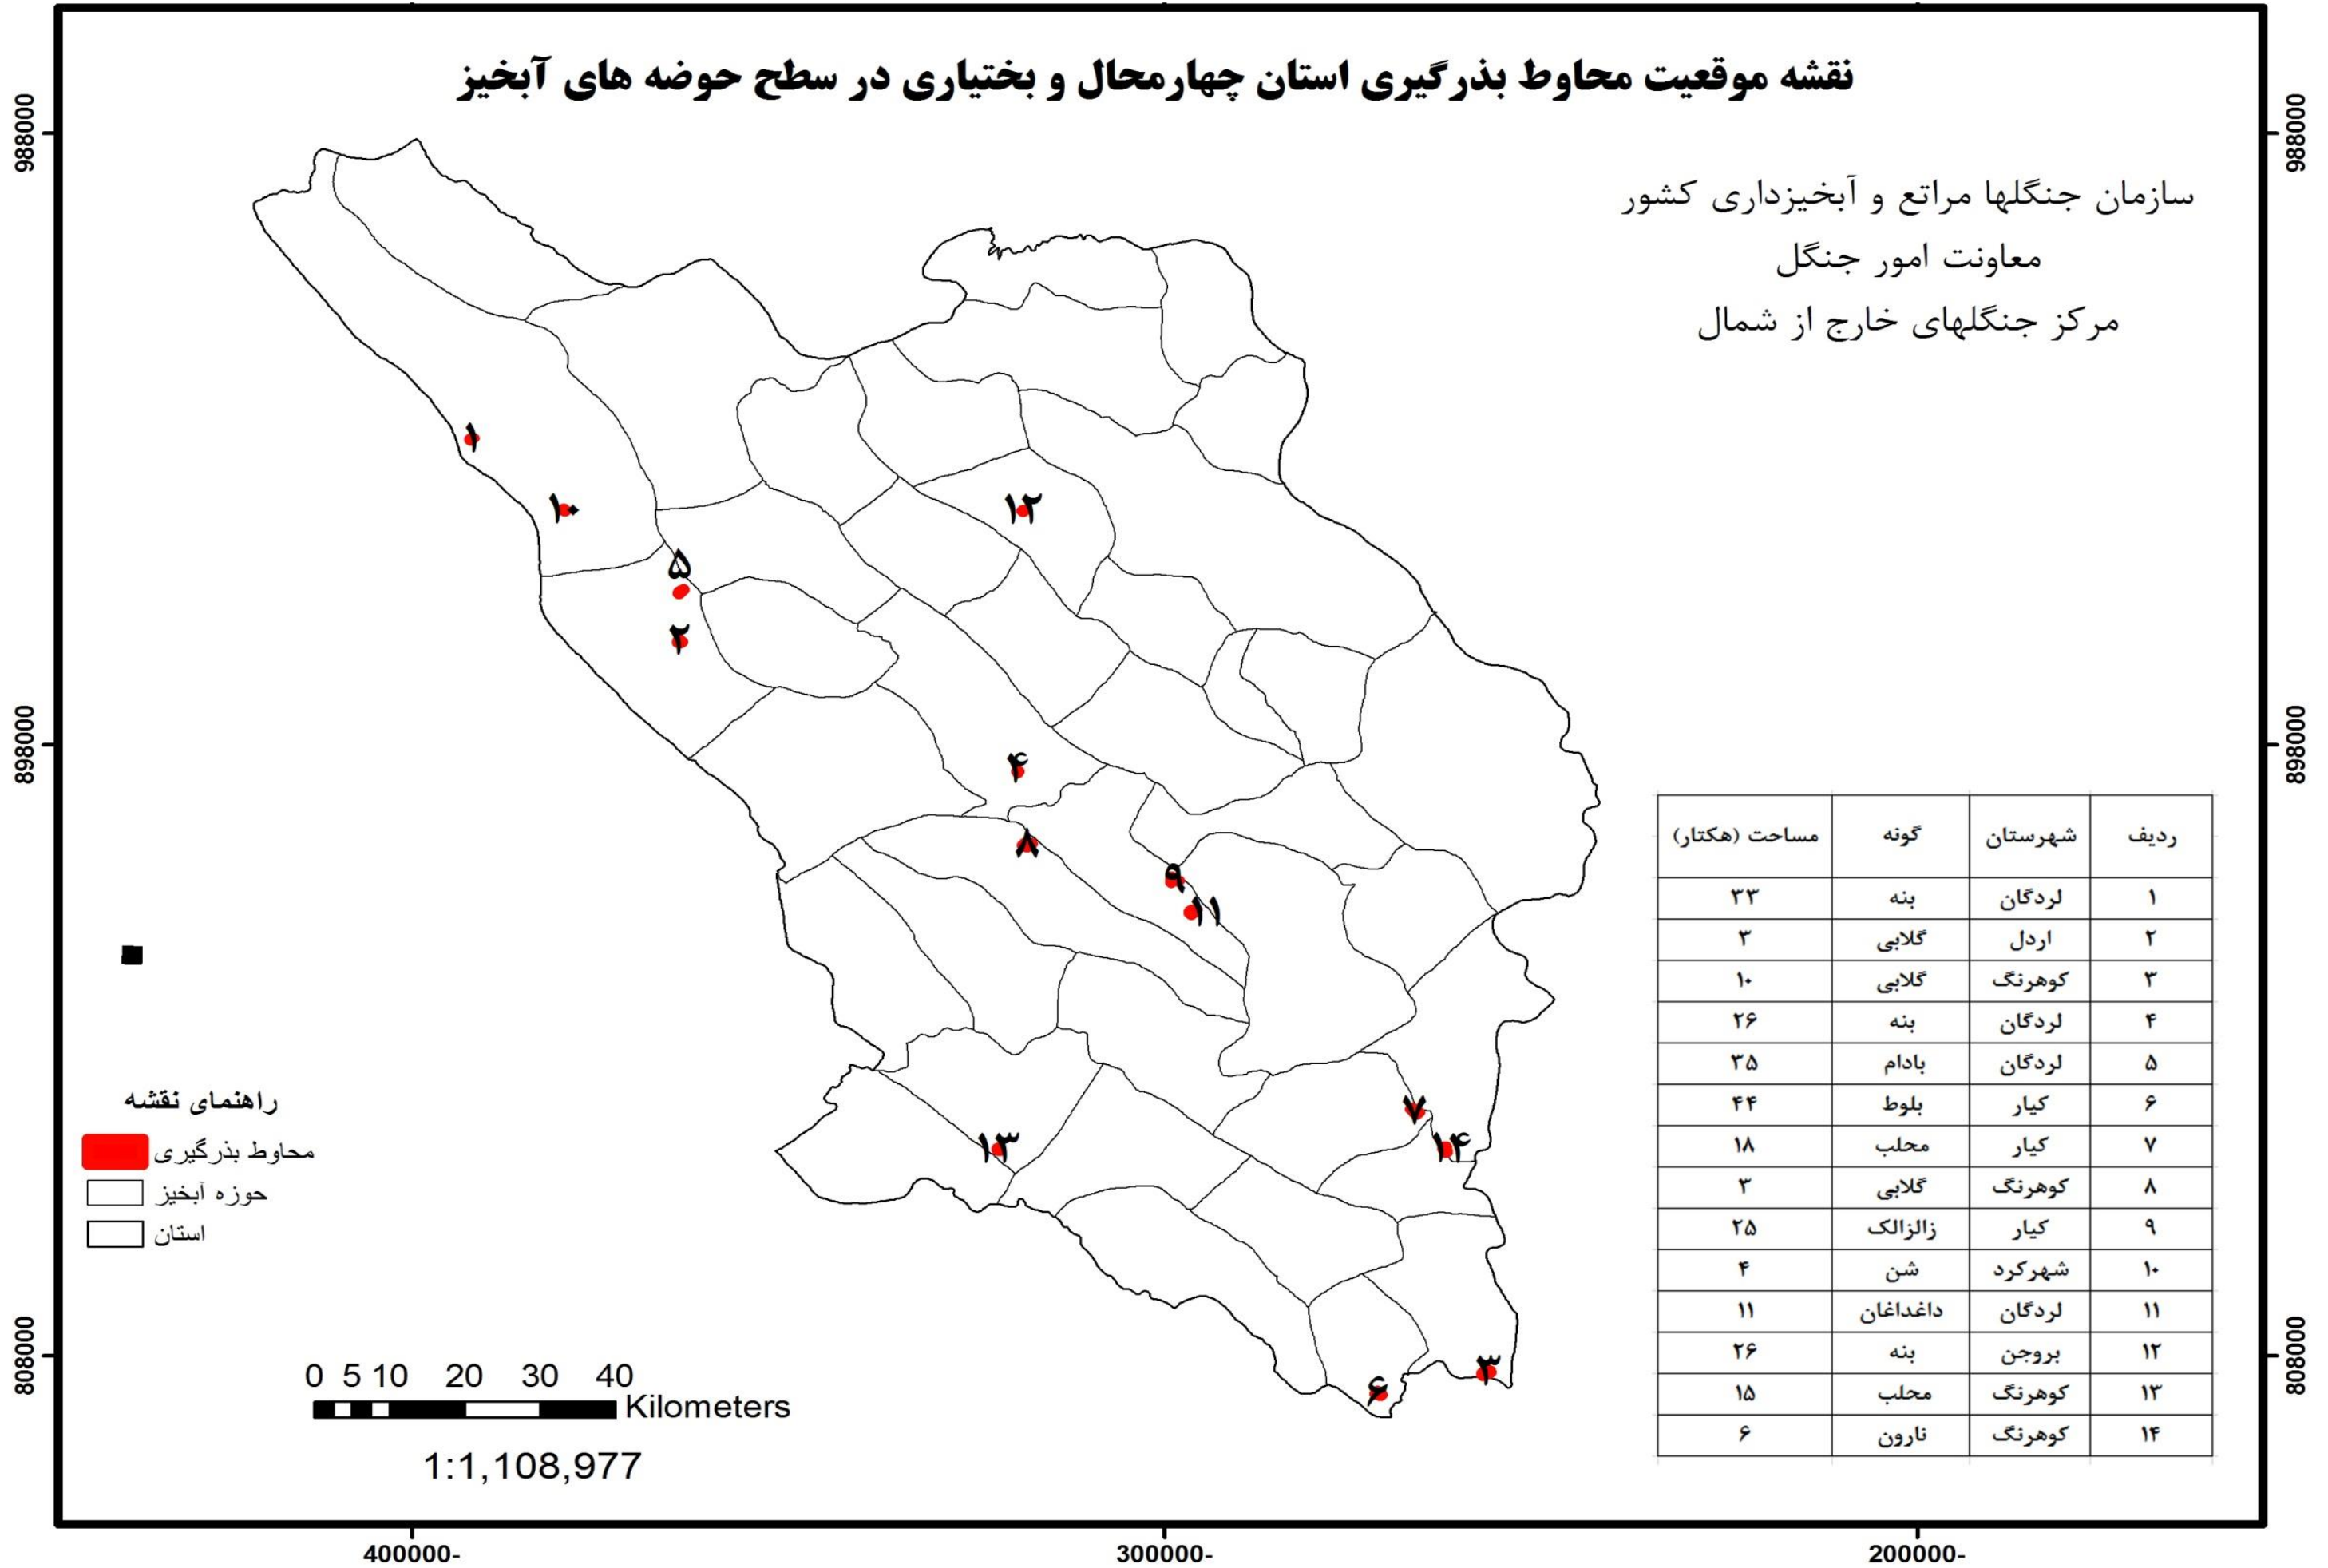 نقشه موقعیت محاوط بذرگیری استان چهارمحال و بختیاری در سطح حوضه های آبخیز
سازمان جنگلها مراتع و آبخیزداری کشور
معاونت امور جنگل
مرکز جنگلهای خارج از شمال
988000
988000
898000
898000
808000
808000
۱
۱۰
۱۲
۵
۲
۴
۸
۹
۱۱
۷
۱۴
۱۳
۳
۶
ردیف شهرستان گونه مساحت (هکتار)
۱ لردگان بنه ۳۳
۲ اردل گلابی ۳
۳ کوهرنگ گلابی ۱۰
۴ لردگان بنه ۲۶
۵ لردگان بادام ۳۵
۶ کیار بلوط ۴۴
۷ کیار محلب ۱۸
۸ کوهرنگ گلابی ۳
۹ کیار زالزالک ۲۵
۱۰ شهرکرد شن ۴
۱۱ لردگان داغداغان ۱۱
۱۲ بروجن بنه ۲۶
۱۳ کوهرنگ محلب ۱۵
۱۴ کوهرنگ نارون ۶
راهنمای نقشه
محاوط بذرگیری
حوزه آبخیز
استان
0 5 10 20 30 40
Kilometers
1:1,108,977
400000- 300000- 200000-